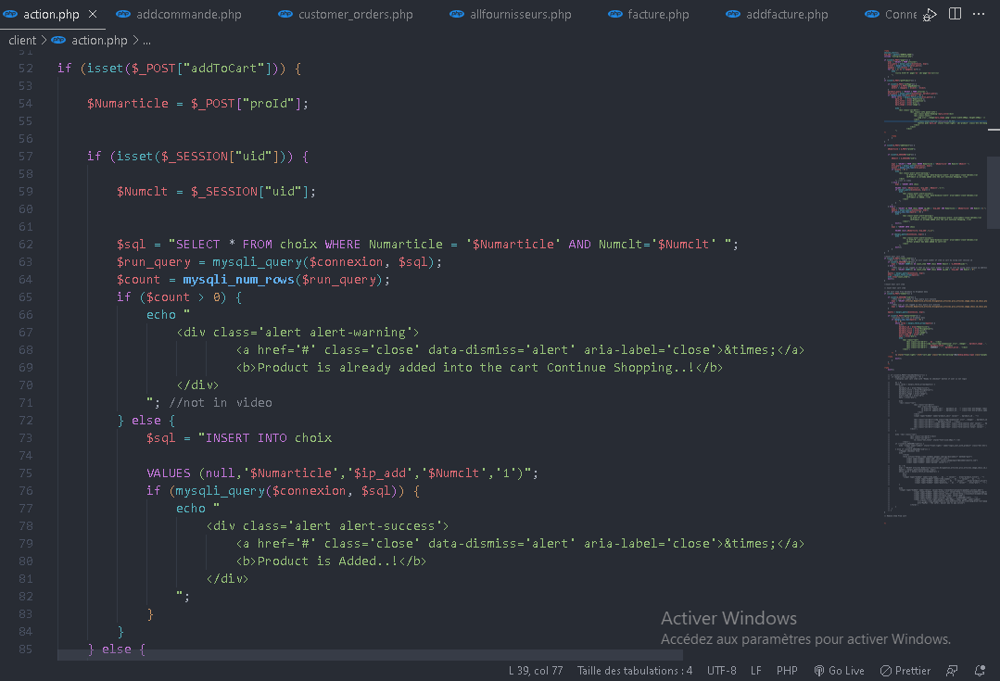 action.php
addcommande.php
customer_orders.php
allfournisseurs.php
facture.php
addfacture.php
Conne
client > action.php > ...
51
52 if (isset($_POST["addToCart"])) {
53
54 $Numarticle = $_POST["proId"];
55
56
57 if (isset($_SESSION["uid"])) {
58
59 $Numclt = $_SESSION["uid"];
60
61
62 $sql = "SELECT * FROM choix WHERE Numarticle = '$Numarticle' AND Numclt='$Numclt' ";
63 $run_query = mysqli_query($connexion, $sql);
64 $count = mysqli_num_rows($run_query);
65 if ($count > 0) {
66 echo "
67 <div class='alert alert-warning'>
68 <a href='#' class='close' data-dismiss='alert' aria-label='close'>&times;</a>
69 <b>Product is already added into the cart Continue Shopping..!</b>
70 </div>
71 "; //not in video
72 } else {
73 $sql = "INSERT INTO choix
74
75 VALUES (null,'$Numarticle','$ip_add','$Numclt','1')";
76 if (mysqli_query($connexion, $sql)) {
77 echo "
78 <div class='alert alert-success'>
79 <a href='#' class='close' data-dismiss='alert' aria-label='close'>&times;</a>
80 <b>Product is Added..!</b>
81 </div>
82 ";
83 }
84 }
85 } else {
Activer Windows
Accédez aux paramètres pour activer Windows.
L 39, col 77 Taille des tabulations : 4 UTF-8 LF PHP Go Live Prettier